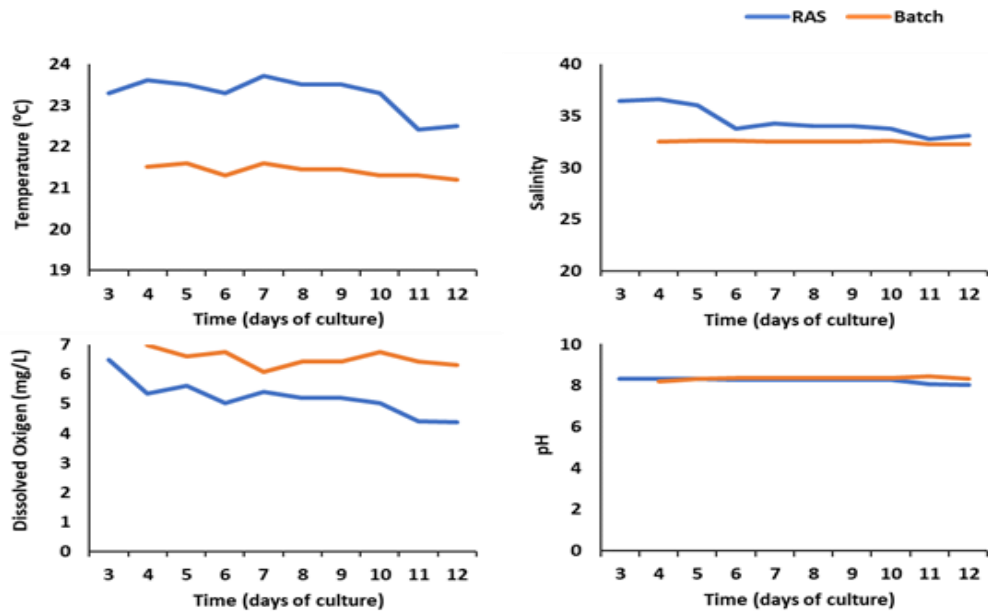 RAS Batch
Temperature (ºC)
24
23
22
21
20
19
3 4 5 6 7 8 9 10 11 12
Time (days of culture)
Salinity
40
35
30
25
20
3 4 5 6 7 8 9 10 11 12
Time (days of culture)
Dissolved Oxigen (mg/L)
7
6
5
4
3
2
1
0
3 4 5 6 7 8 9 10 11 12
Time (days of culture)
pH
10
8
6
4
2
0
3 4 5 6 7 8 9 10 11 12
Time (days of culture)